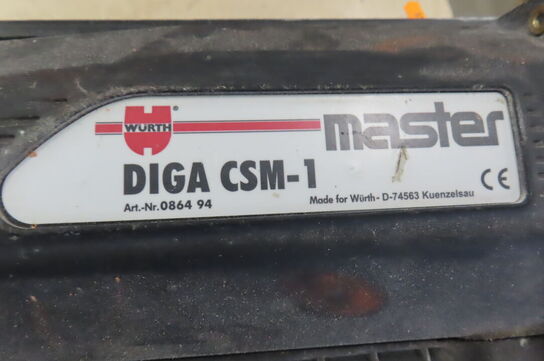 WÜRTH® master
DIGA CSM-1
Art.-Nr.0864 94 Made for Würth - D-74563 Kuenzelsau CE